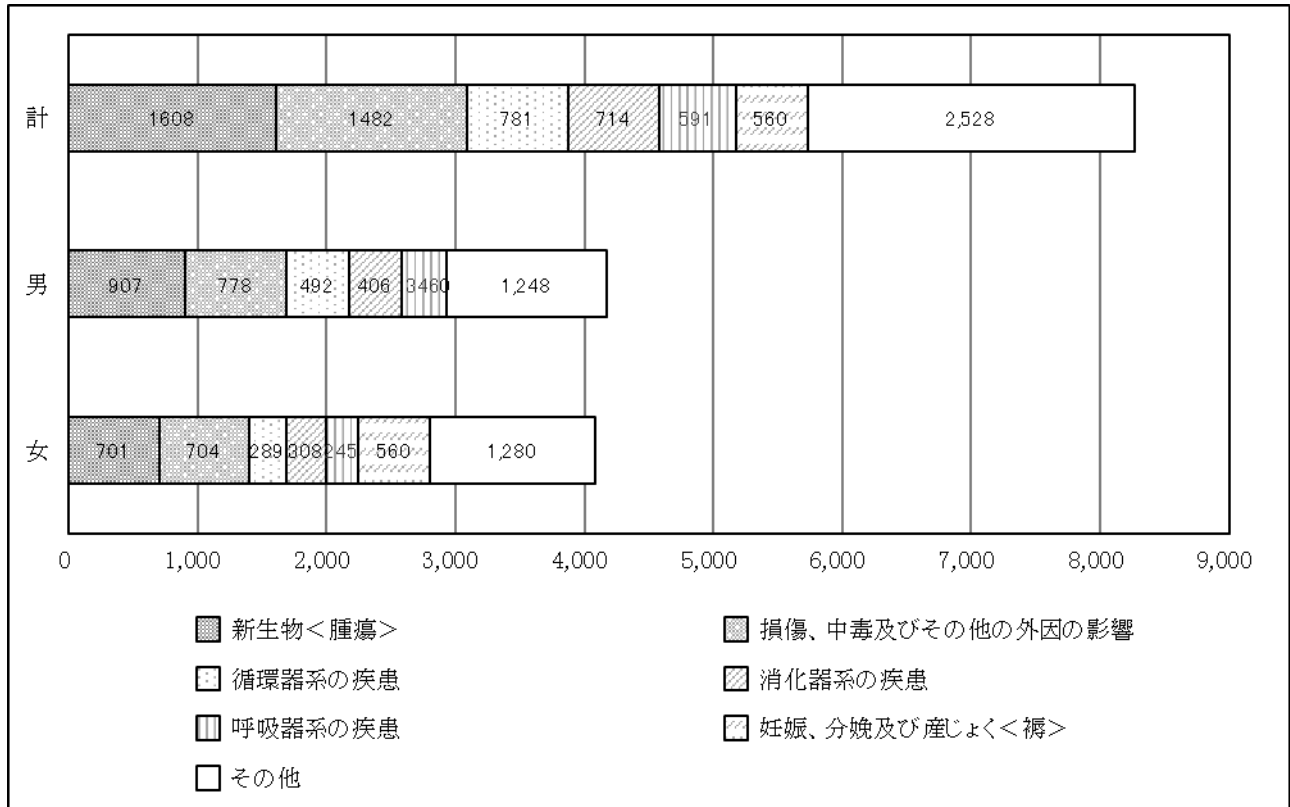 計
1608 1482 781 714 591 560 2,528
男
907 778 492 406 3460 1,248
女
701 704 289 308 245 560 1,280
0 1,000 2,000 3,000 4,000 5,000 6,000 7,000 8,000 9,000
新生物＜腫瘍＞ 損傷、中毒及びその他の外因の影響
循環器系の疾患 消化器系の疾患
呼吸器系の疾患 妊娠、分娩及び産じょく＜褥＞
その他